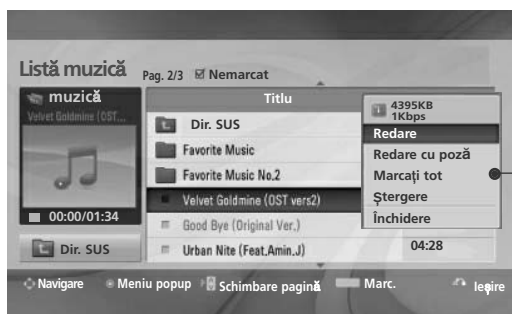 Listă muzică
Pag. 2/3 Nemarcat
muzică
Velvet Goldmine (OST...
00:00/01:34
Dir. SUS
Titlu
Dir. SUS
Favorite Music
Favorite Music No.2
Velvet Goldmine (OST vers2)
Good Bye (Original Ver.)
Urban Nite (Feat.Amin.J)
04:28
4395KB
1Kbps
Redare
Redare cu poză
Marcați tot
Ștergere
Închidere
Navigare Meniu popup Schimbare pagină Marc. Ieșire